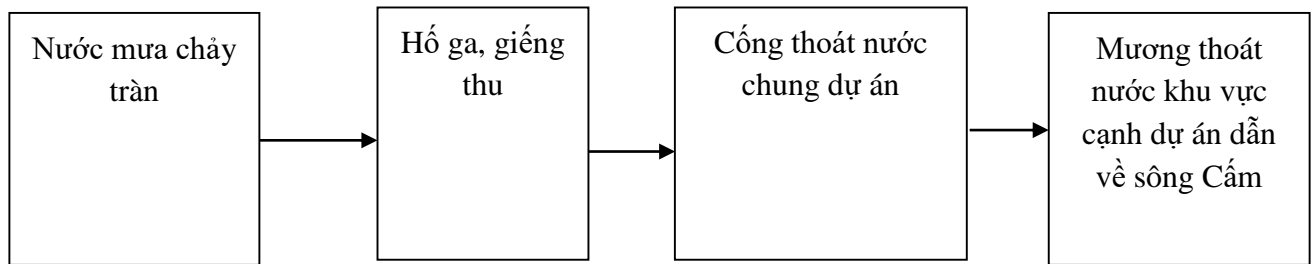 Nước mưa chảy
tràn
Hố ga, giếng
thu
Cống thoát nước
chung dự án
Mương thoát
nước khu vực
cạnh dự án dẫn
về sông Cấm